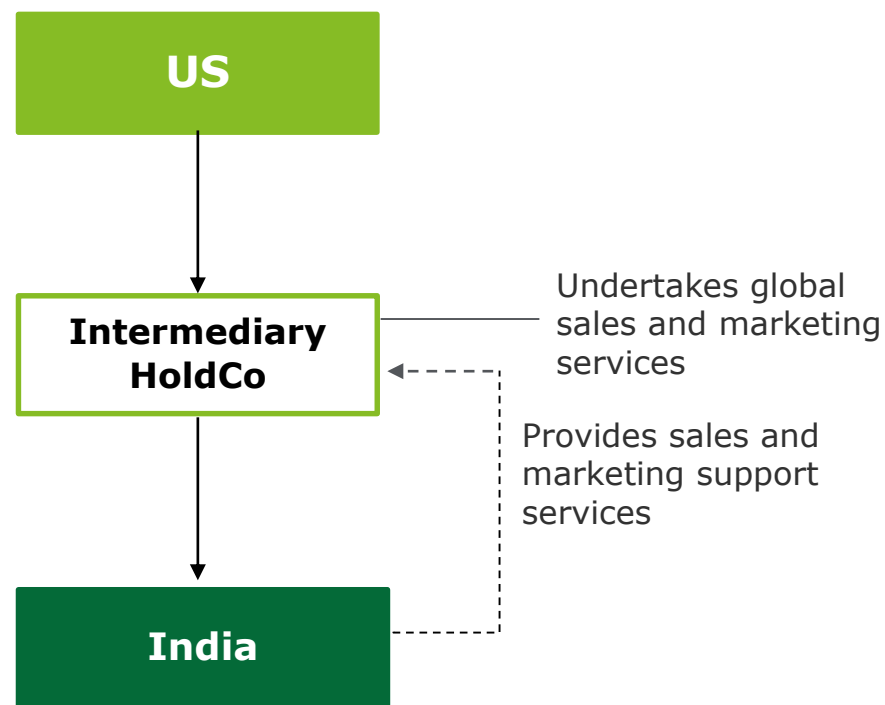 US
Intermediary
HoldCo
Undertakes global
sales and marketing
services
Provides sales and
marketing support
services
India